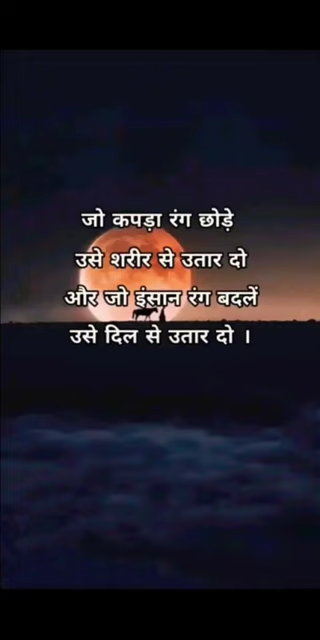 जो कपड़ा रंग छोड़े
उसे शरीर से उतार दो
और जो इंसान रंग बदलें
उसे दिल से उतार दो ।